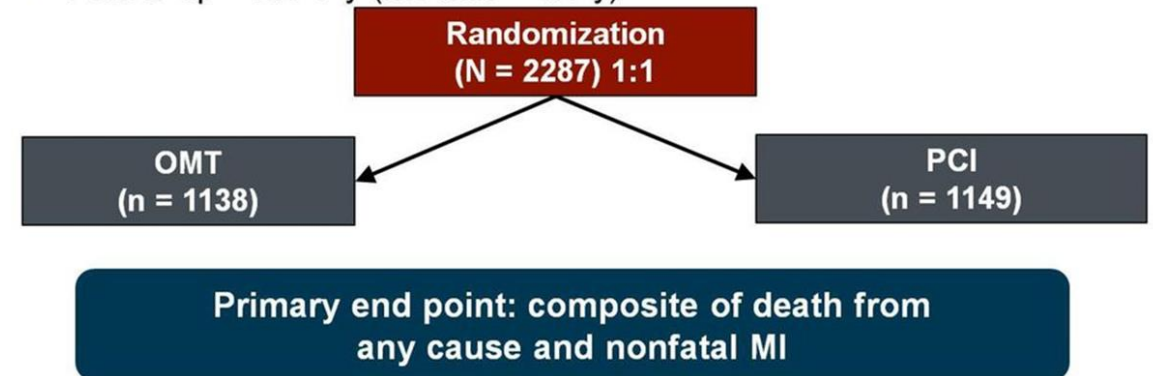 Randomization
(N = 2287) 1:1
OMT
(n = 1138)
PCI
(n = 1149)
Primary end point: composite of death from
any cause and nonfatal MI